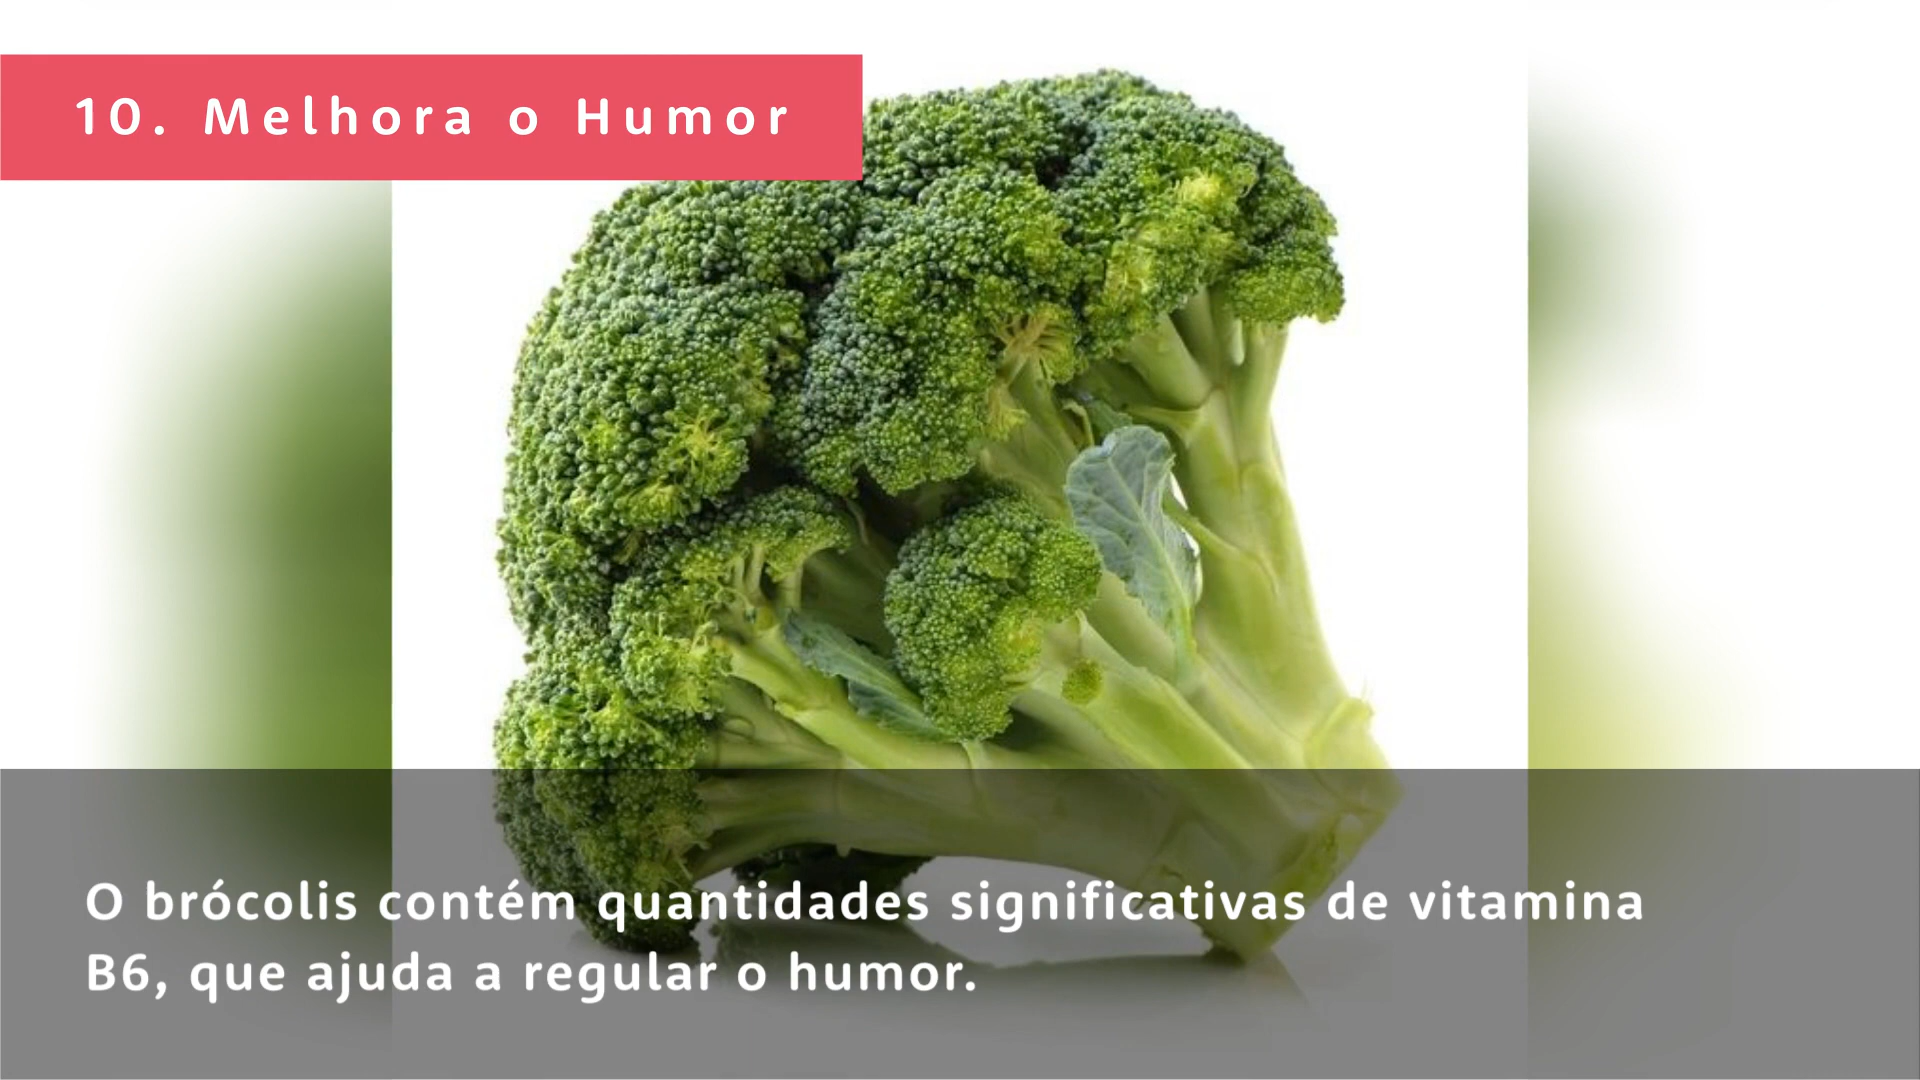 10. Melhora o Humor
O brócolis contém quantidades significativas de vitamina
B6, que ajuda a regular o humor.